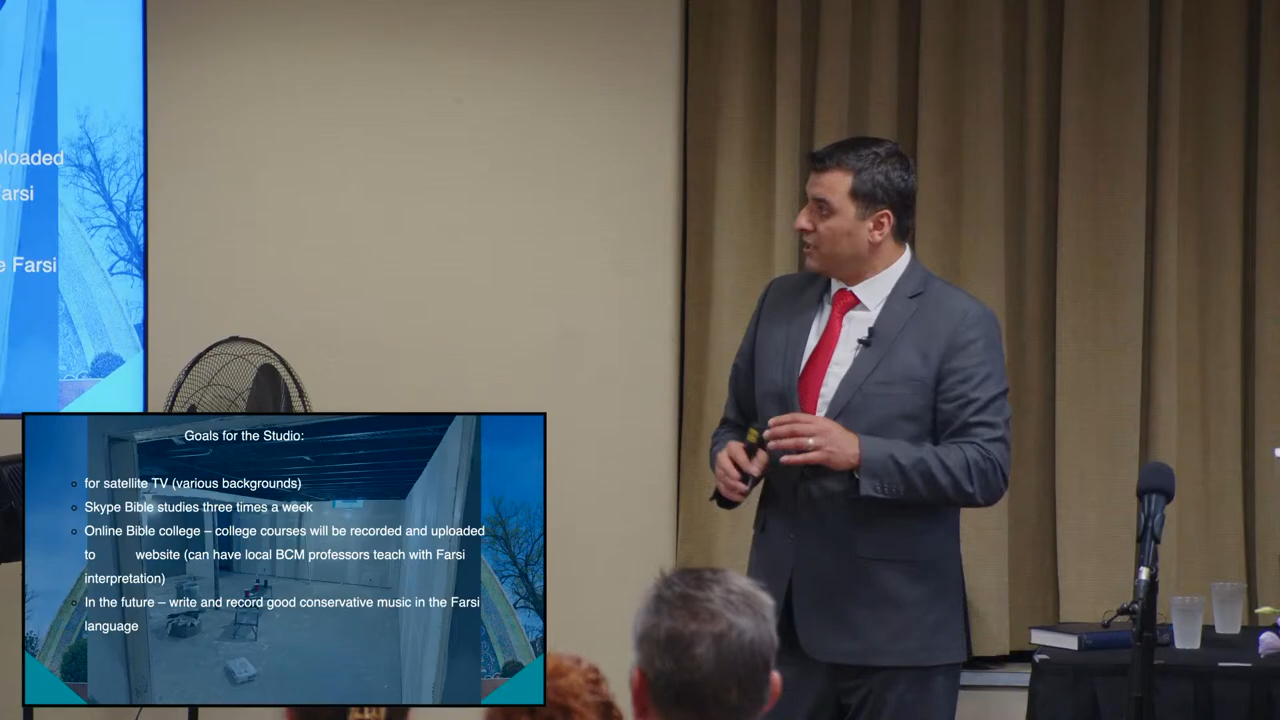 ploaded
arsi
e Farsi
Goals for the Studio:
for satellite TV (various backgrounds)
Skype Bible studies three times a week
Online Bible college – college courses will be recorded and uploaded
to website (can have local BCM professors teach with Farsi
interpretation)
In the future – write and record good conservative music in the Farsi
language